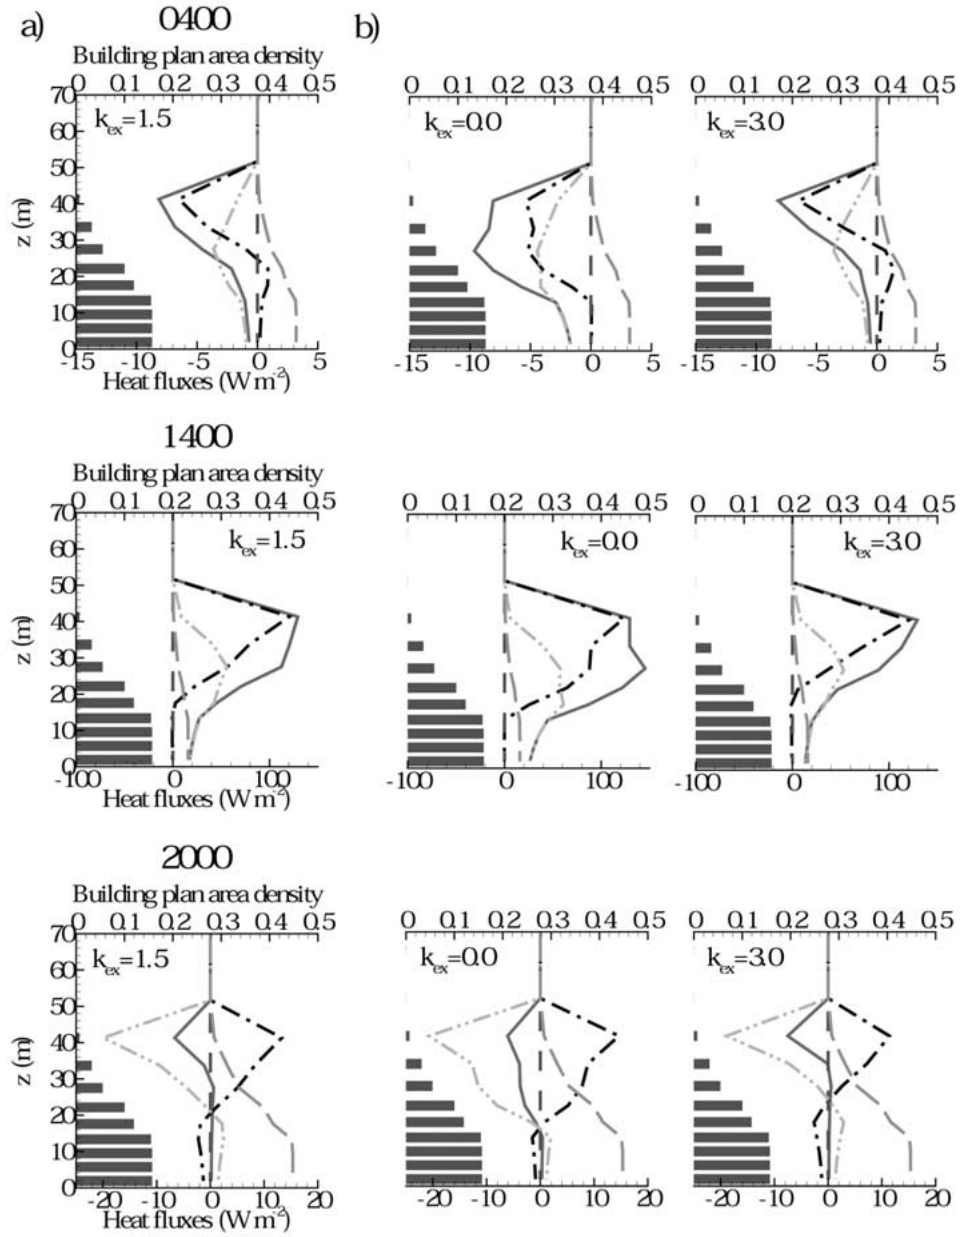 a) 0400 b)
Building plan area density
0 0.1 0.2 0.3 0.4 0.5 0 0.1 0.2 0.3 0.4 0.5 0 0.1 0.2 0.3 0.4 0.5
70
kex=1.5 kex=0.0 kex=3.0
60
50
40
z (m)
30
20
10
0
-15 -10 -5 0 5 -15 -10 -5 0 5 -15 -10 -5 0 5
Heat fluxes (W m-2)
1400
Building plan area density
0 0.1 0.2 0.3 0.4 0.5 0 0.1 0.2 0.3 0.4 0.5 0 0.1 0.2 0.3 0.4 0.5
70
kex=1.5 kex=0.0 kex=3.0
60
50
40
z (m)
30
20
10
0
-100 0 100 -100 0 100 -100 0 100
Heat fluxes (W m-2)
2000
Building plan area density
0 0.1 0.2 0.3 0.4 0.5 0 0.1 0.2 0.3 0.4 0.5 0 0.1 0.2 0.3 0.4 0.5
70
kex=1.5 kex=0.0 kex=3.0
60
50
40
z (m)
30
20
10
0
-20 -10 0 10 20 -20 -10 0 10 20 -20 -10 0 10 20
Heat fluxes (W m-2)